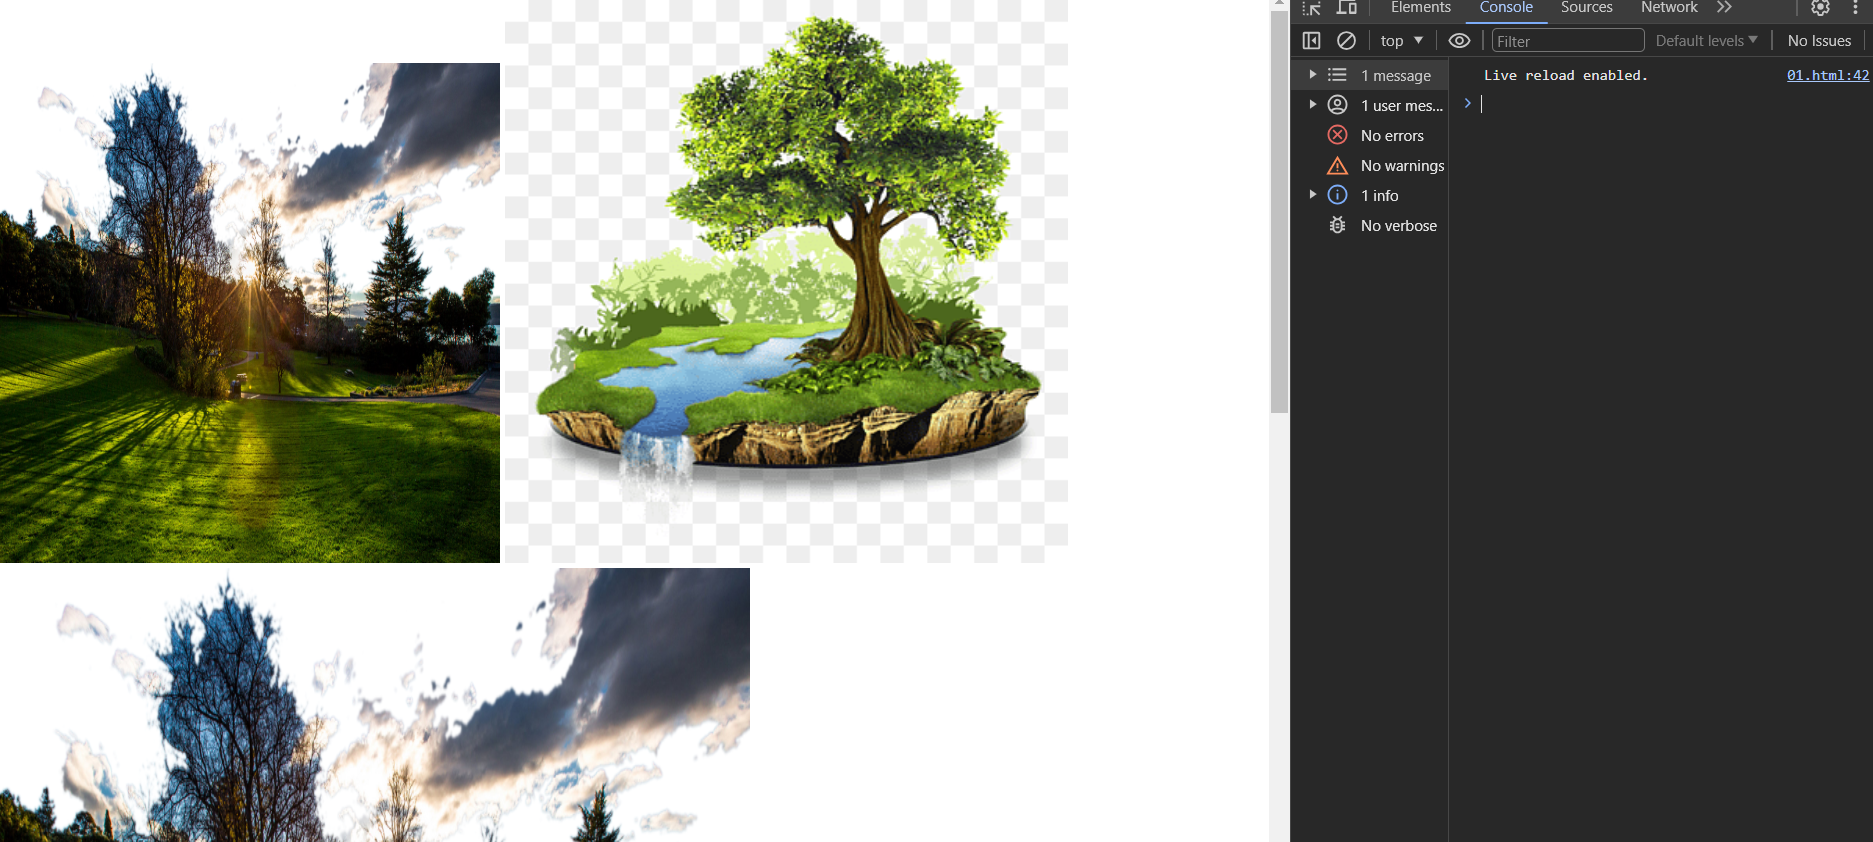 Elements Console Sources Network
top Filter Default levels No Issues
1 message
1 user mes...
No errors
No warnings
1 info
No verbose
Live reload enabled. 01.html:42